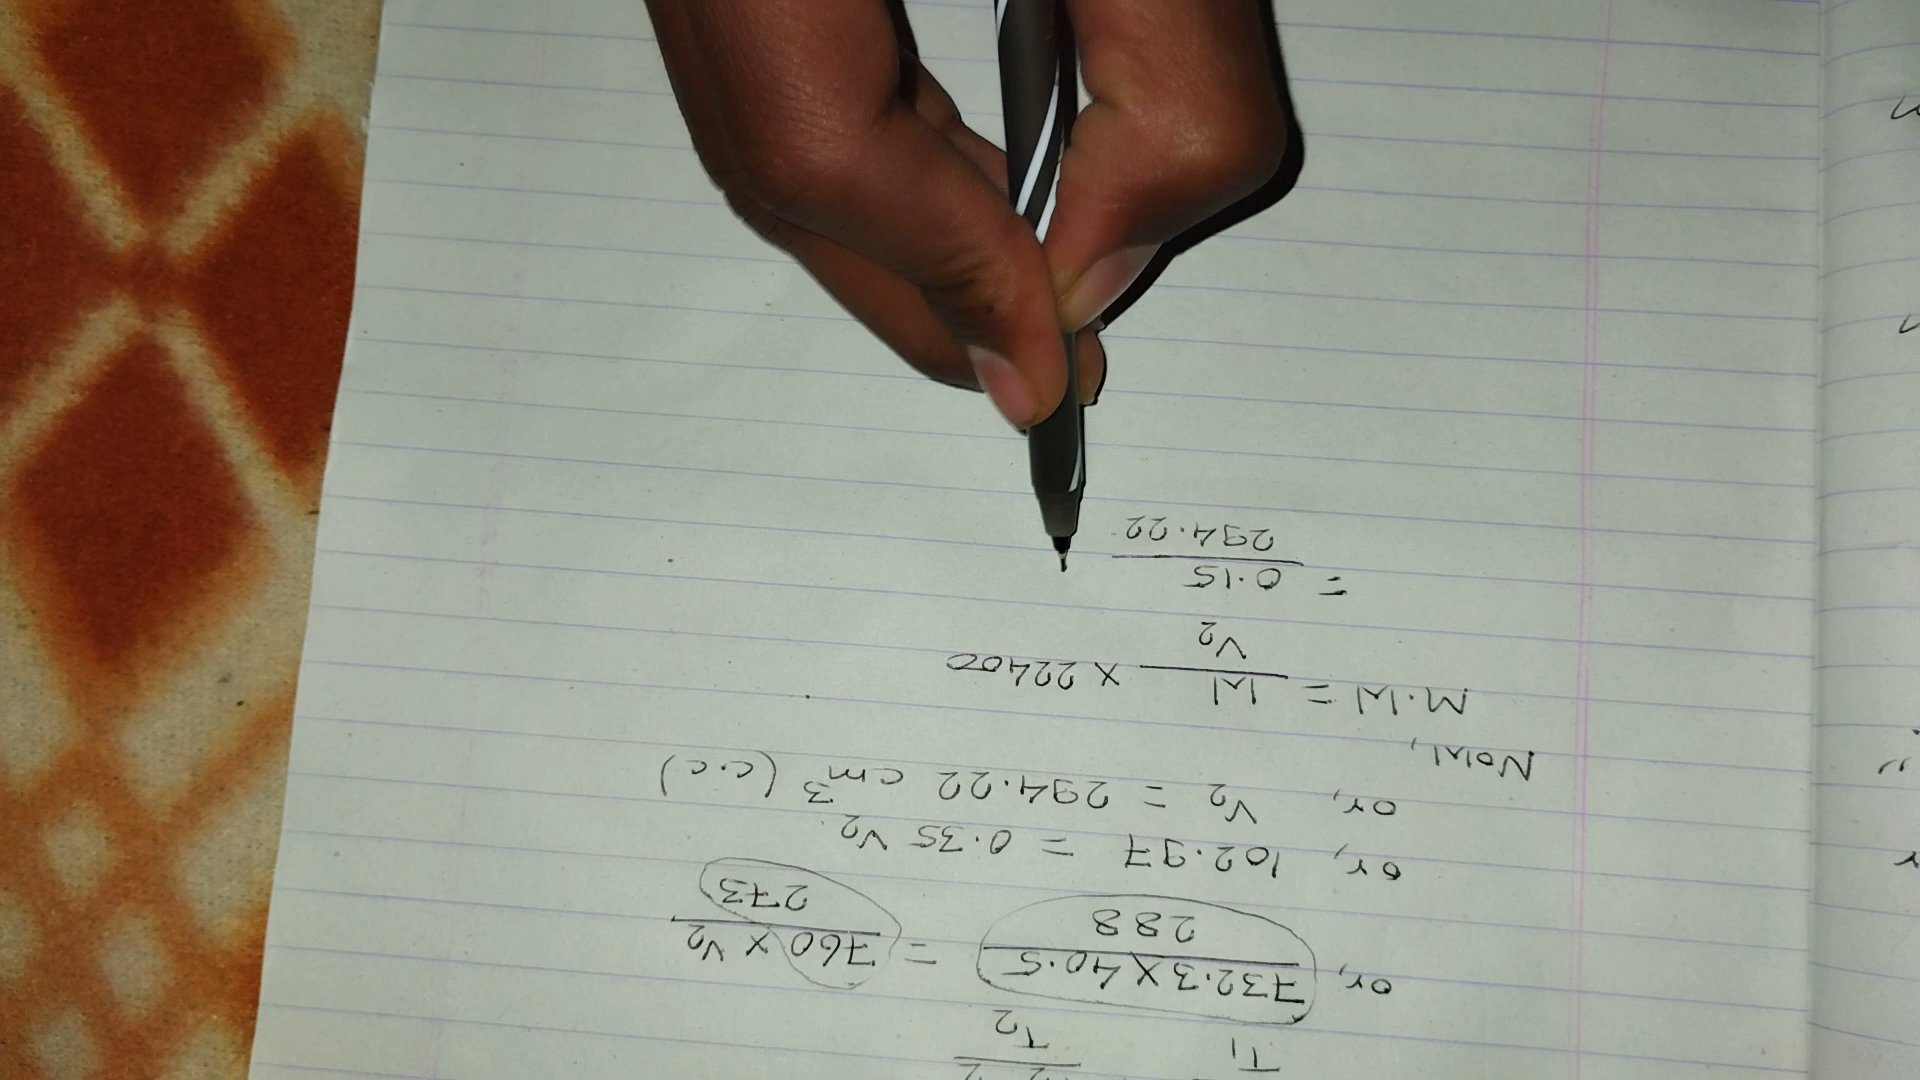 T1 T2
or, 732.3 x 40.5 / 288 = 760 x V2 / 273
or, 102.97 = 0.35 V2
or, V2 = 294.22 cm³ (c.c)
Now,
M.W = W / V2 x 22400
= 0.15 / 294.22